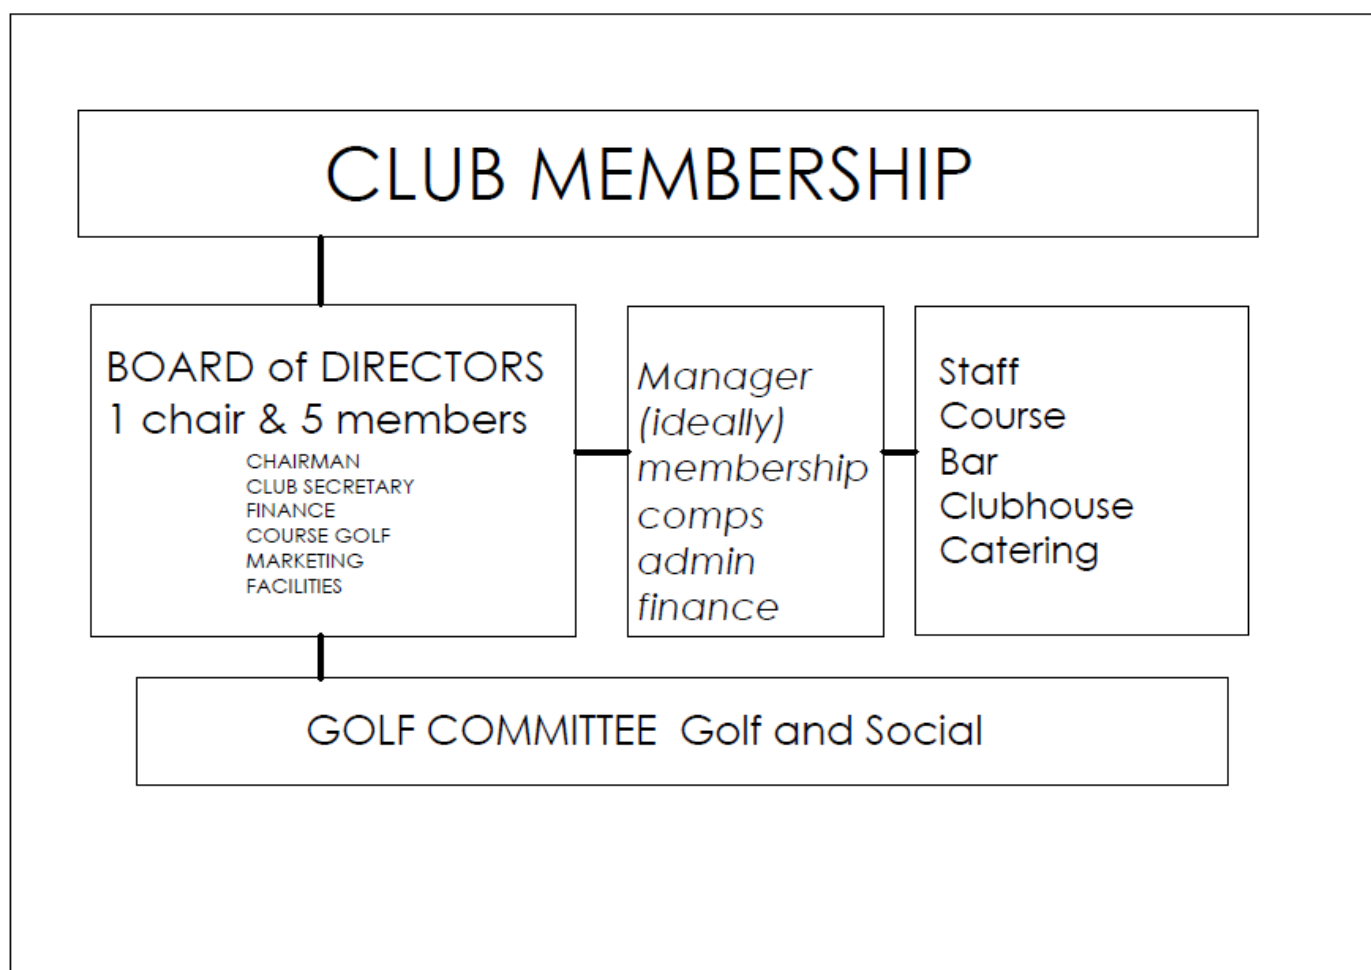 CLUB MEMBERSHIP
BOARD of DIRECTORS
1 chair & 5 members
CHAIRMAN
CLUB SECRETARY
FINANCE
COURSE GOLF
MARKETING
FACILITIES
Manager
(ideally)
membership
comps
admin
finance
Staff
Course
Bar
Clubhouse
Catering
GOLF COMMITTEE Golf and Social